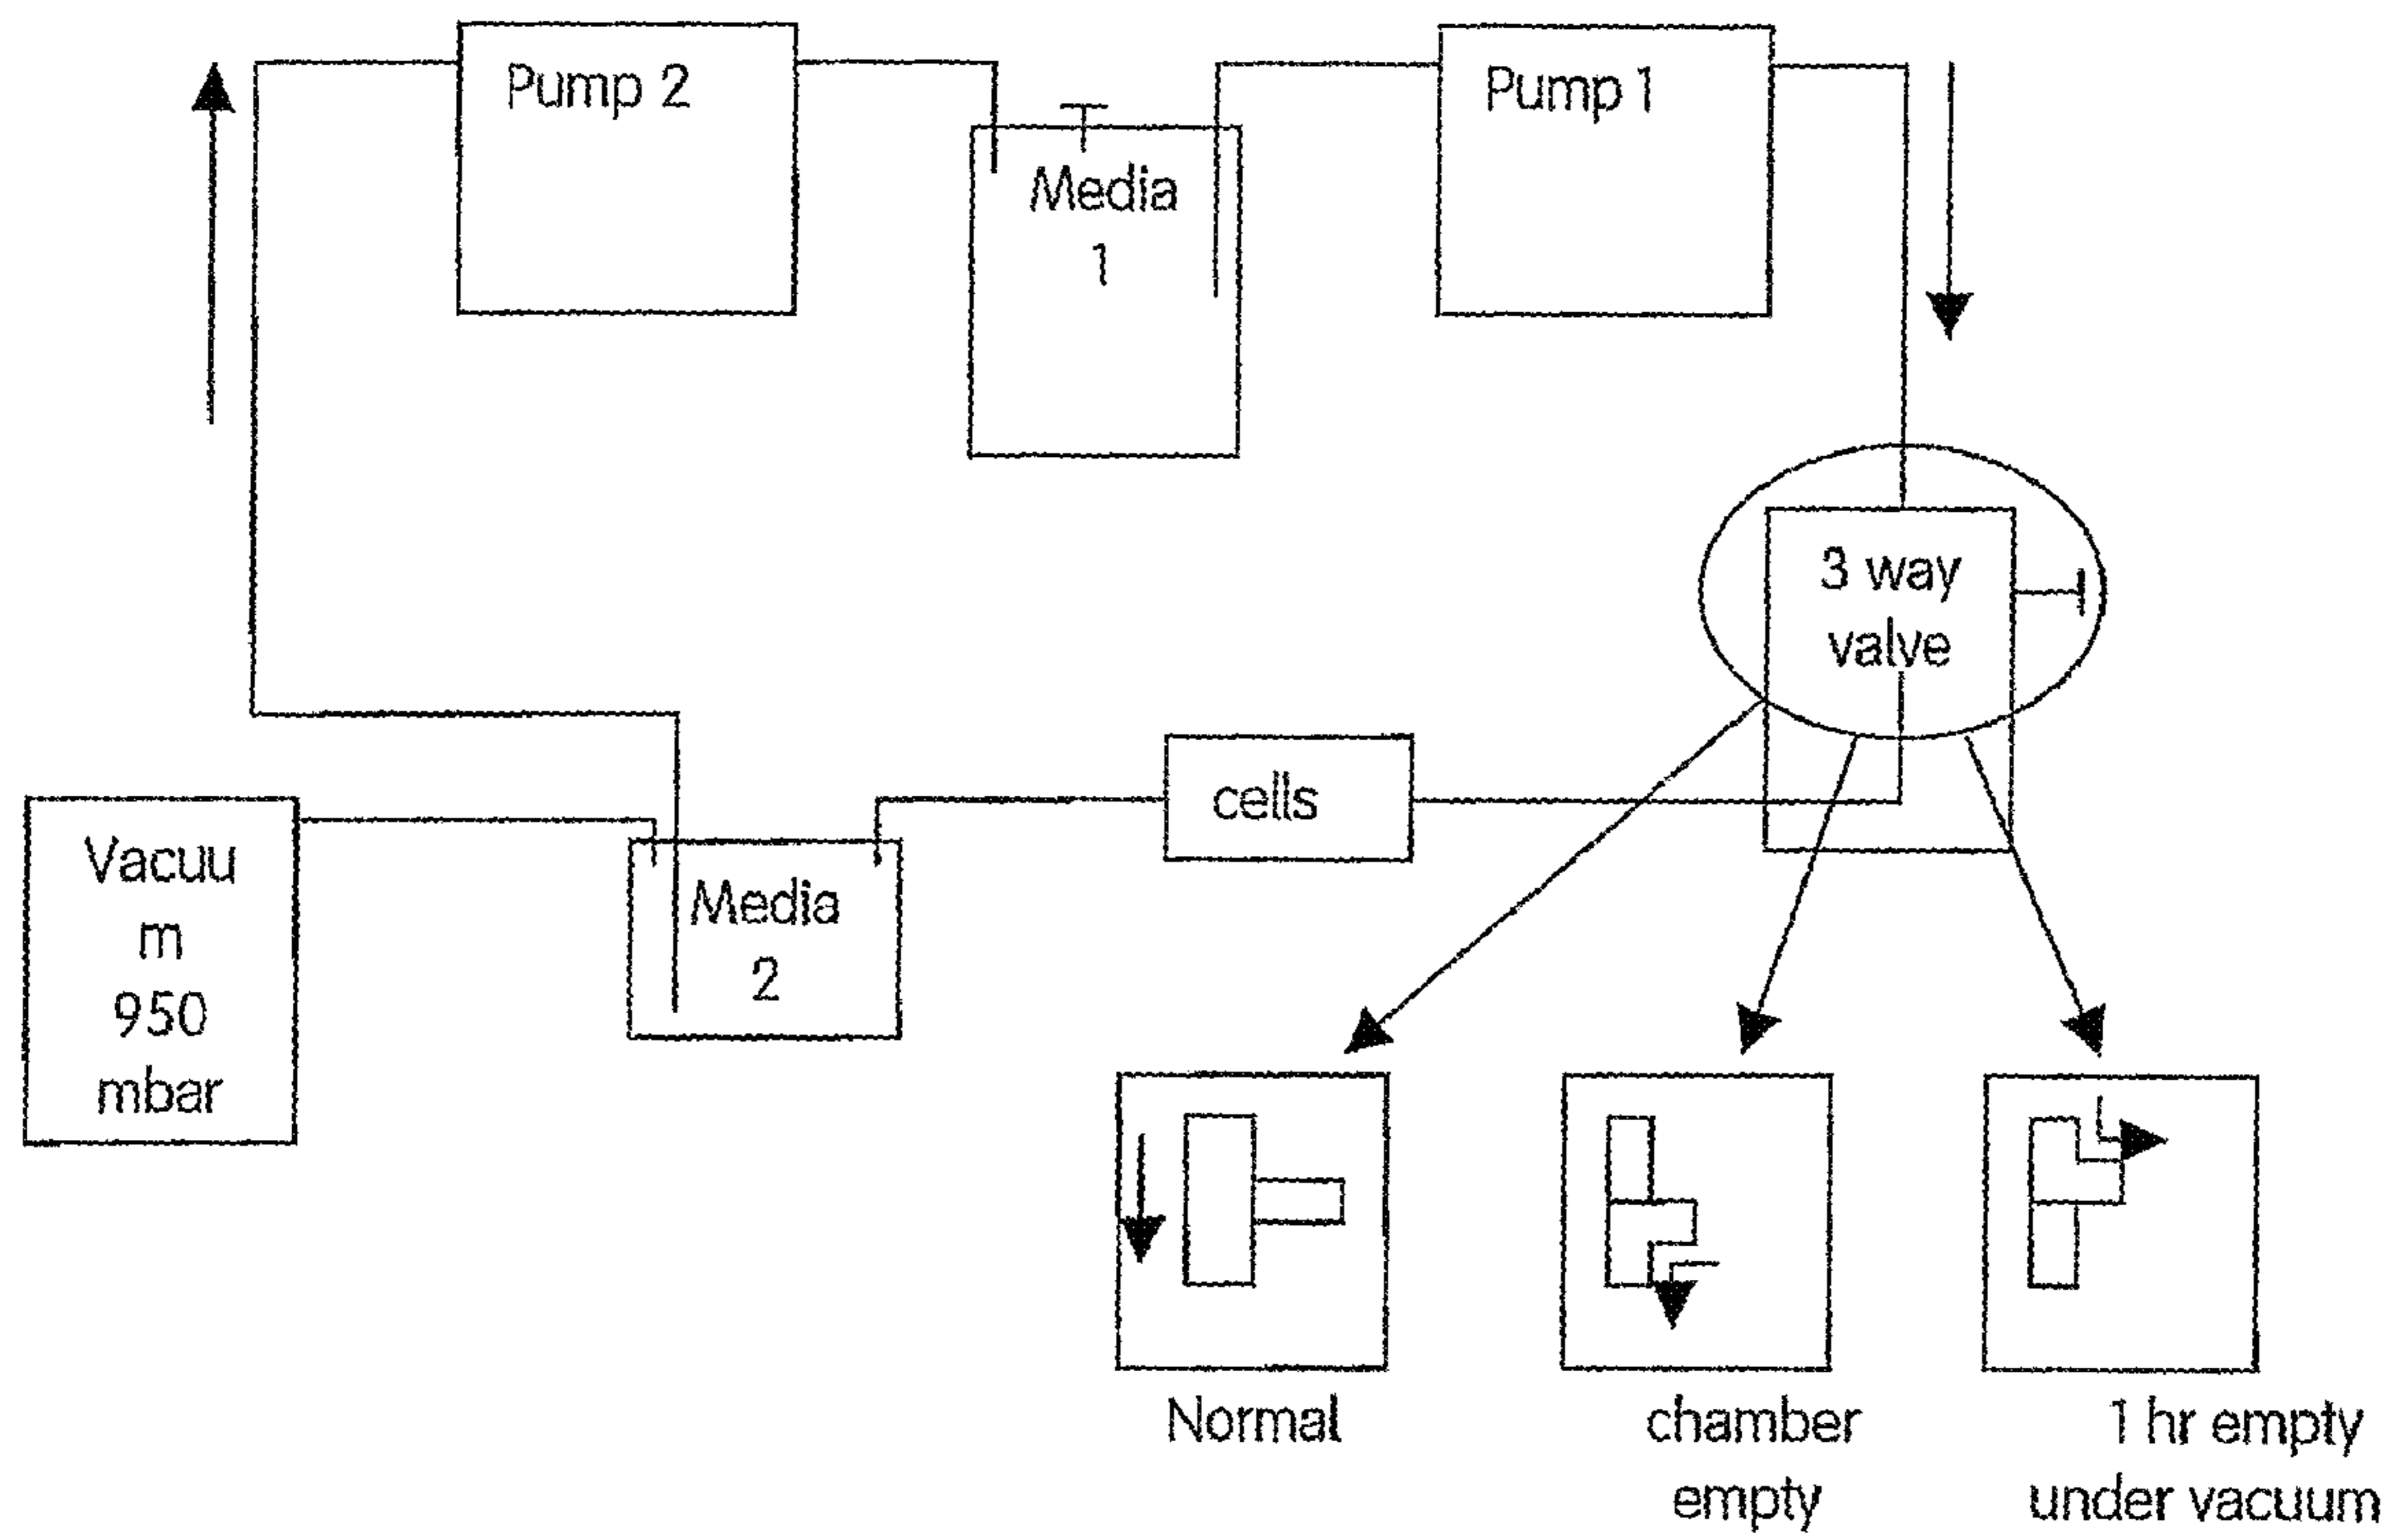 Pump 2
Pump 1
Media
1
3 way
valve
cells
Vacuu
m
950
mbar
Media
2
Normal
chamber
empty
1 hr empty
under vacuum